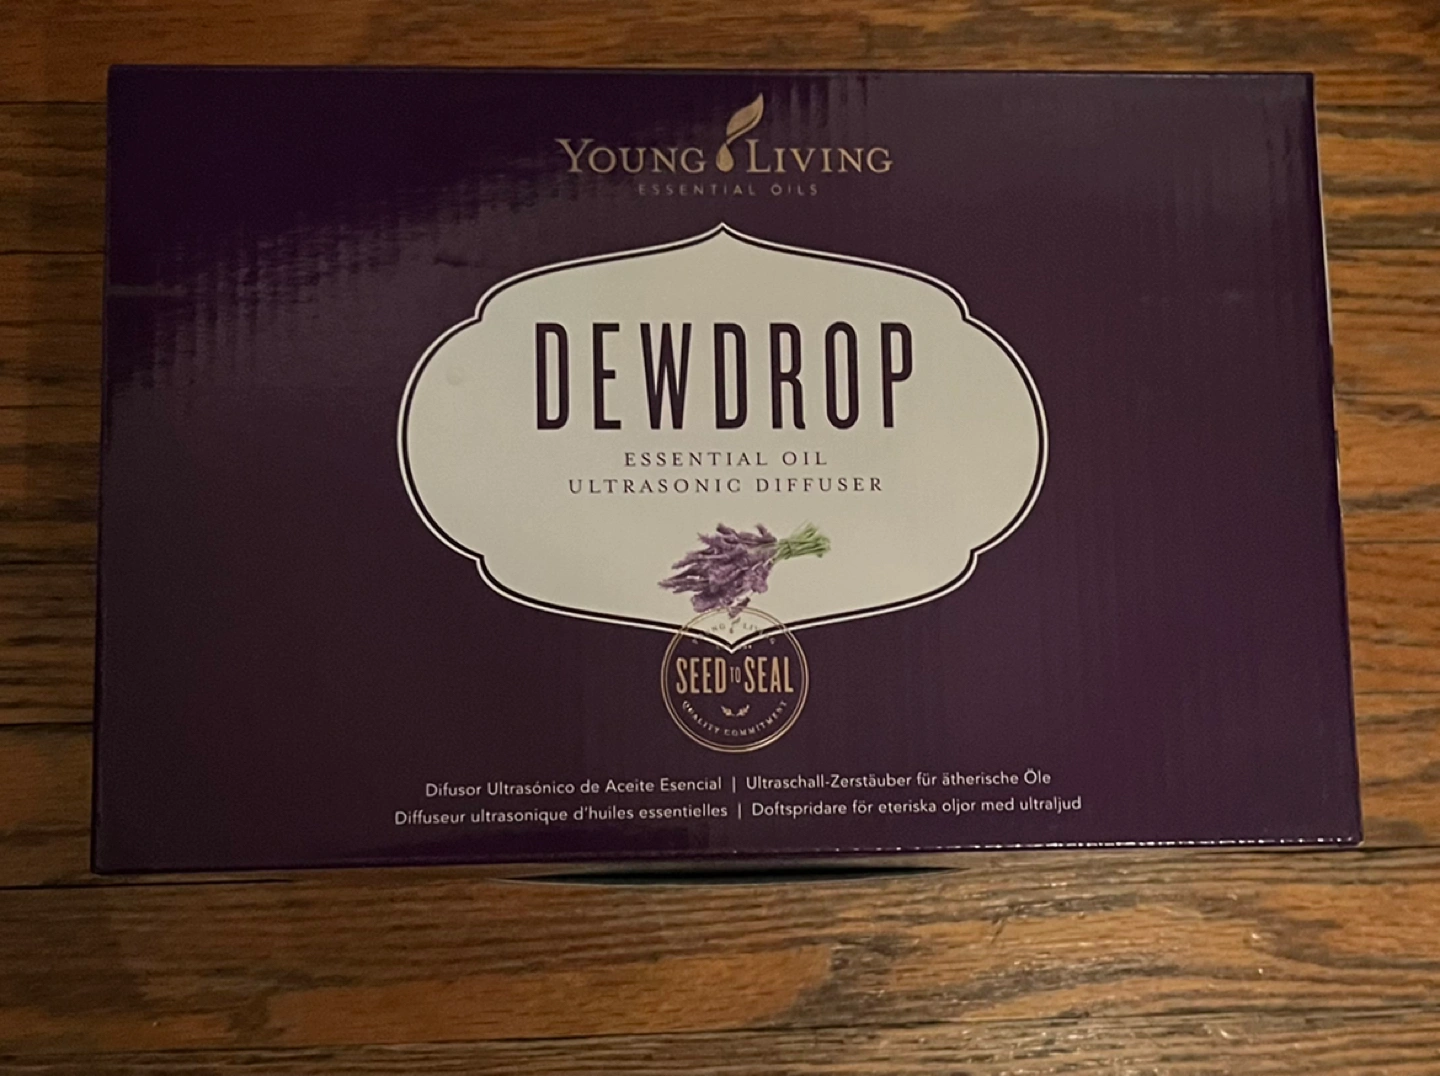 YOUNG LIVING
ESSENTIAL OILS
DEWDROP
ESSENTIAL OIL
ULTRASONIC DIFFUSER
SEED TO SEAL
QUALITY COMMITMENT
Difusor Ultrasónico de Aceite Esencial | Ultraschall-Zerstäuber für ätherische Öle
Diffuseur ultrasonique d'huiles essentielles | Doftspridare för eteriska oljor med ultraljud